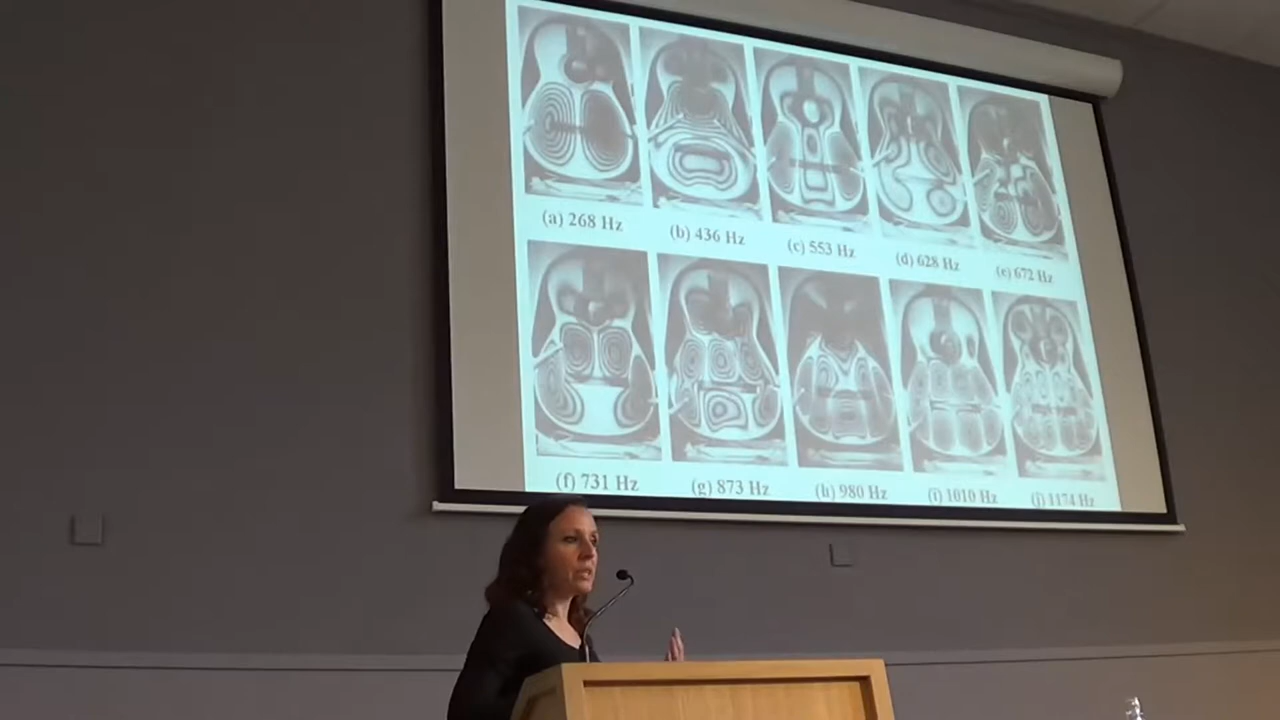 (a) 268 Hz (b) 436 Hz (c) 553 Hz (d) 628 Hz (e) 672 Hz
(f) 731 Hz (g) 873 Hz (h) 980 Hz (i) 1010 Hz (j) 1174 Hz